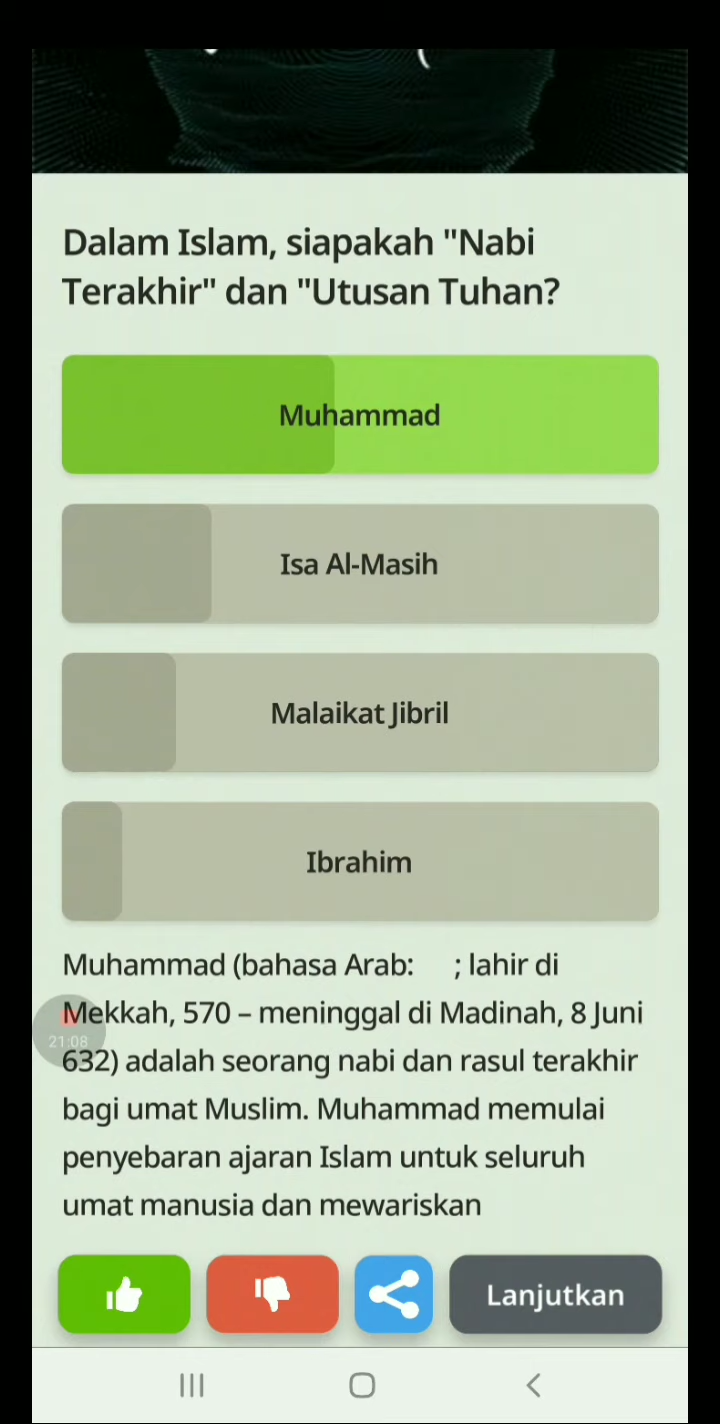 Dalam Islam, siapakah "Nabi
Terakhir" dan "Utusan Tuhan?
Muhammad
Isa Al-Masih
Malaikat Jibril
Ibrahim
Muhammad (bahasa Arab: ; lahir di
Mekkah, 570 – meninggal di Madinah, 8 Juni
21:08
632) adalah seorang nabi dan rasul terakhir
bagi umat Muslim. Muhammad memulai
penyebaran ajaran Islam untuk seluruh
umat manusia dan mewariskan
Lanjutkan